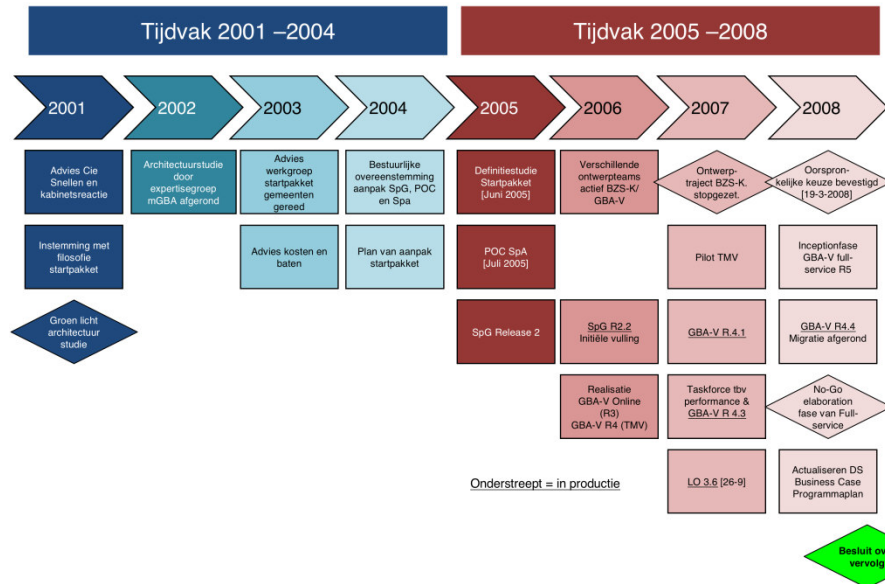 Tijdvak 2001 –2004
Tijdvak 2005 –2008
2001
2002
2003
2004
2005
2006
2007
2008
Advies Cie
Snellen en
kabinetsreactie
Architectuurstudie
door
expertisegroep
mGBA afgerond
Advies
werkgroep
startpakket
gemeenten
gereed
Bestuurlijke
overeenstemming
aanpak SpG, POC
en Spa
Definitiestudie
Startpakket
[Juni 2005]
Verschillende
ontwerpteams
actief BZS-K/
GBA-V
Ontwerp-
traject BZS-K.
stopgezet.
Oorspron-
kelijke keuze bevestigd
[19-3-2008]
Instemming met
filosofie
startpakket
Advies kosten en
baten
Plan van aanpak
startpakket
POC SpA
[Juli 2005]
Pilot TMV
Inceptionfase
GBA-V full-
service R5
Groen licht
architectuur
studie
SpG Release 2
SpG R2.2
Initiële vulling
GBA-V R.4.1
GBA-V R4.4
Migratie afgerond
Realisatie
GBA-V Online
(R3)
GBA-V R4 (TMV)
Taskforce tbv
performance &
GBA-V R 4.3
No-Go
elaboration
fase van Full-
service
Onderstreept = in productie
LO 3.6 [26-9]
Actualiseren DS
Business Case
Programmaplan
Besluit ov
vervolg